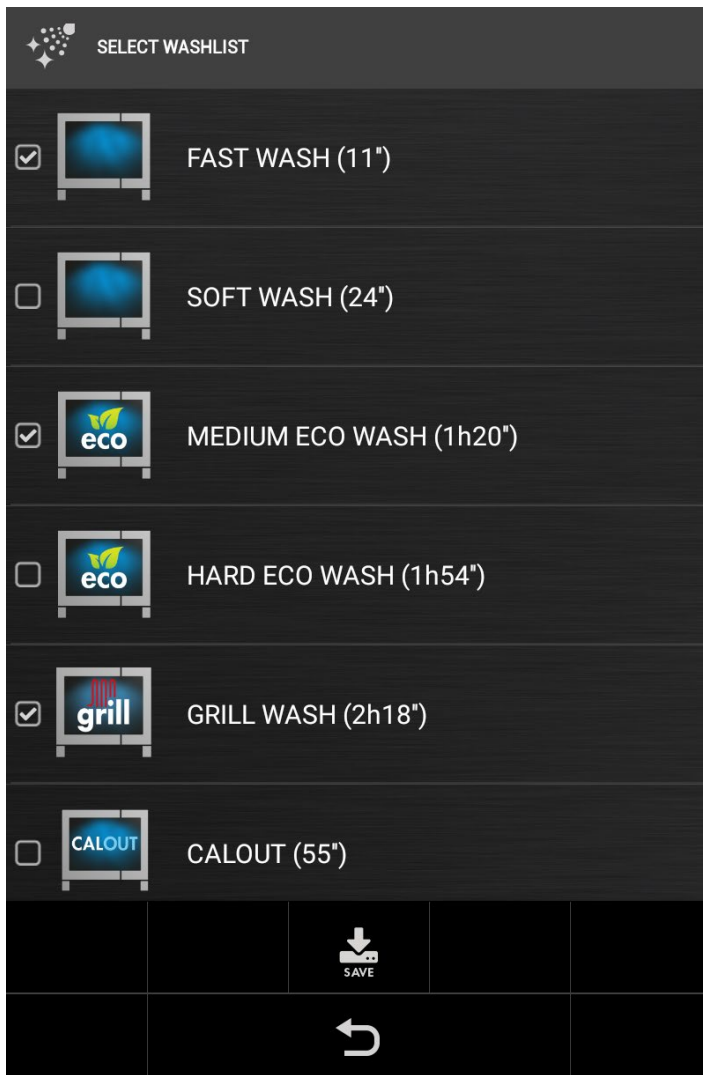 SELECT WASHLIST
FAST WASH (11")
SOFT WASH (24")
eco
MEDIUM ECO WASH (1h20")
eco
HARD ECO WASH (1h54")
grill
GRILL WASH (2h18")
CALOUT
CALOUT (55")
SAVE